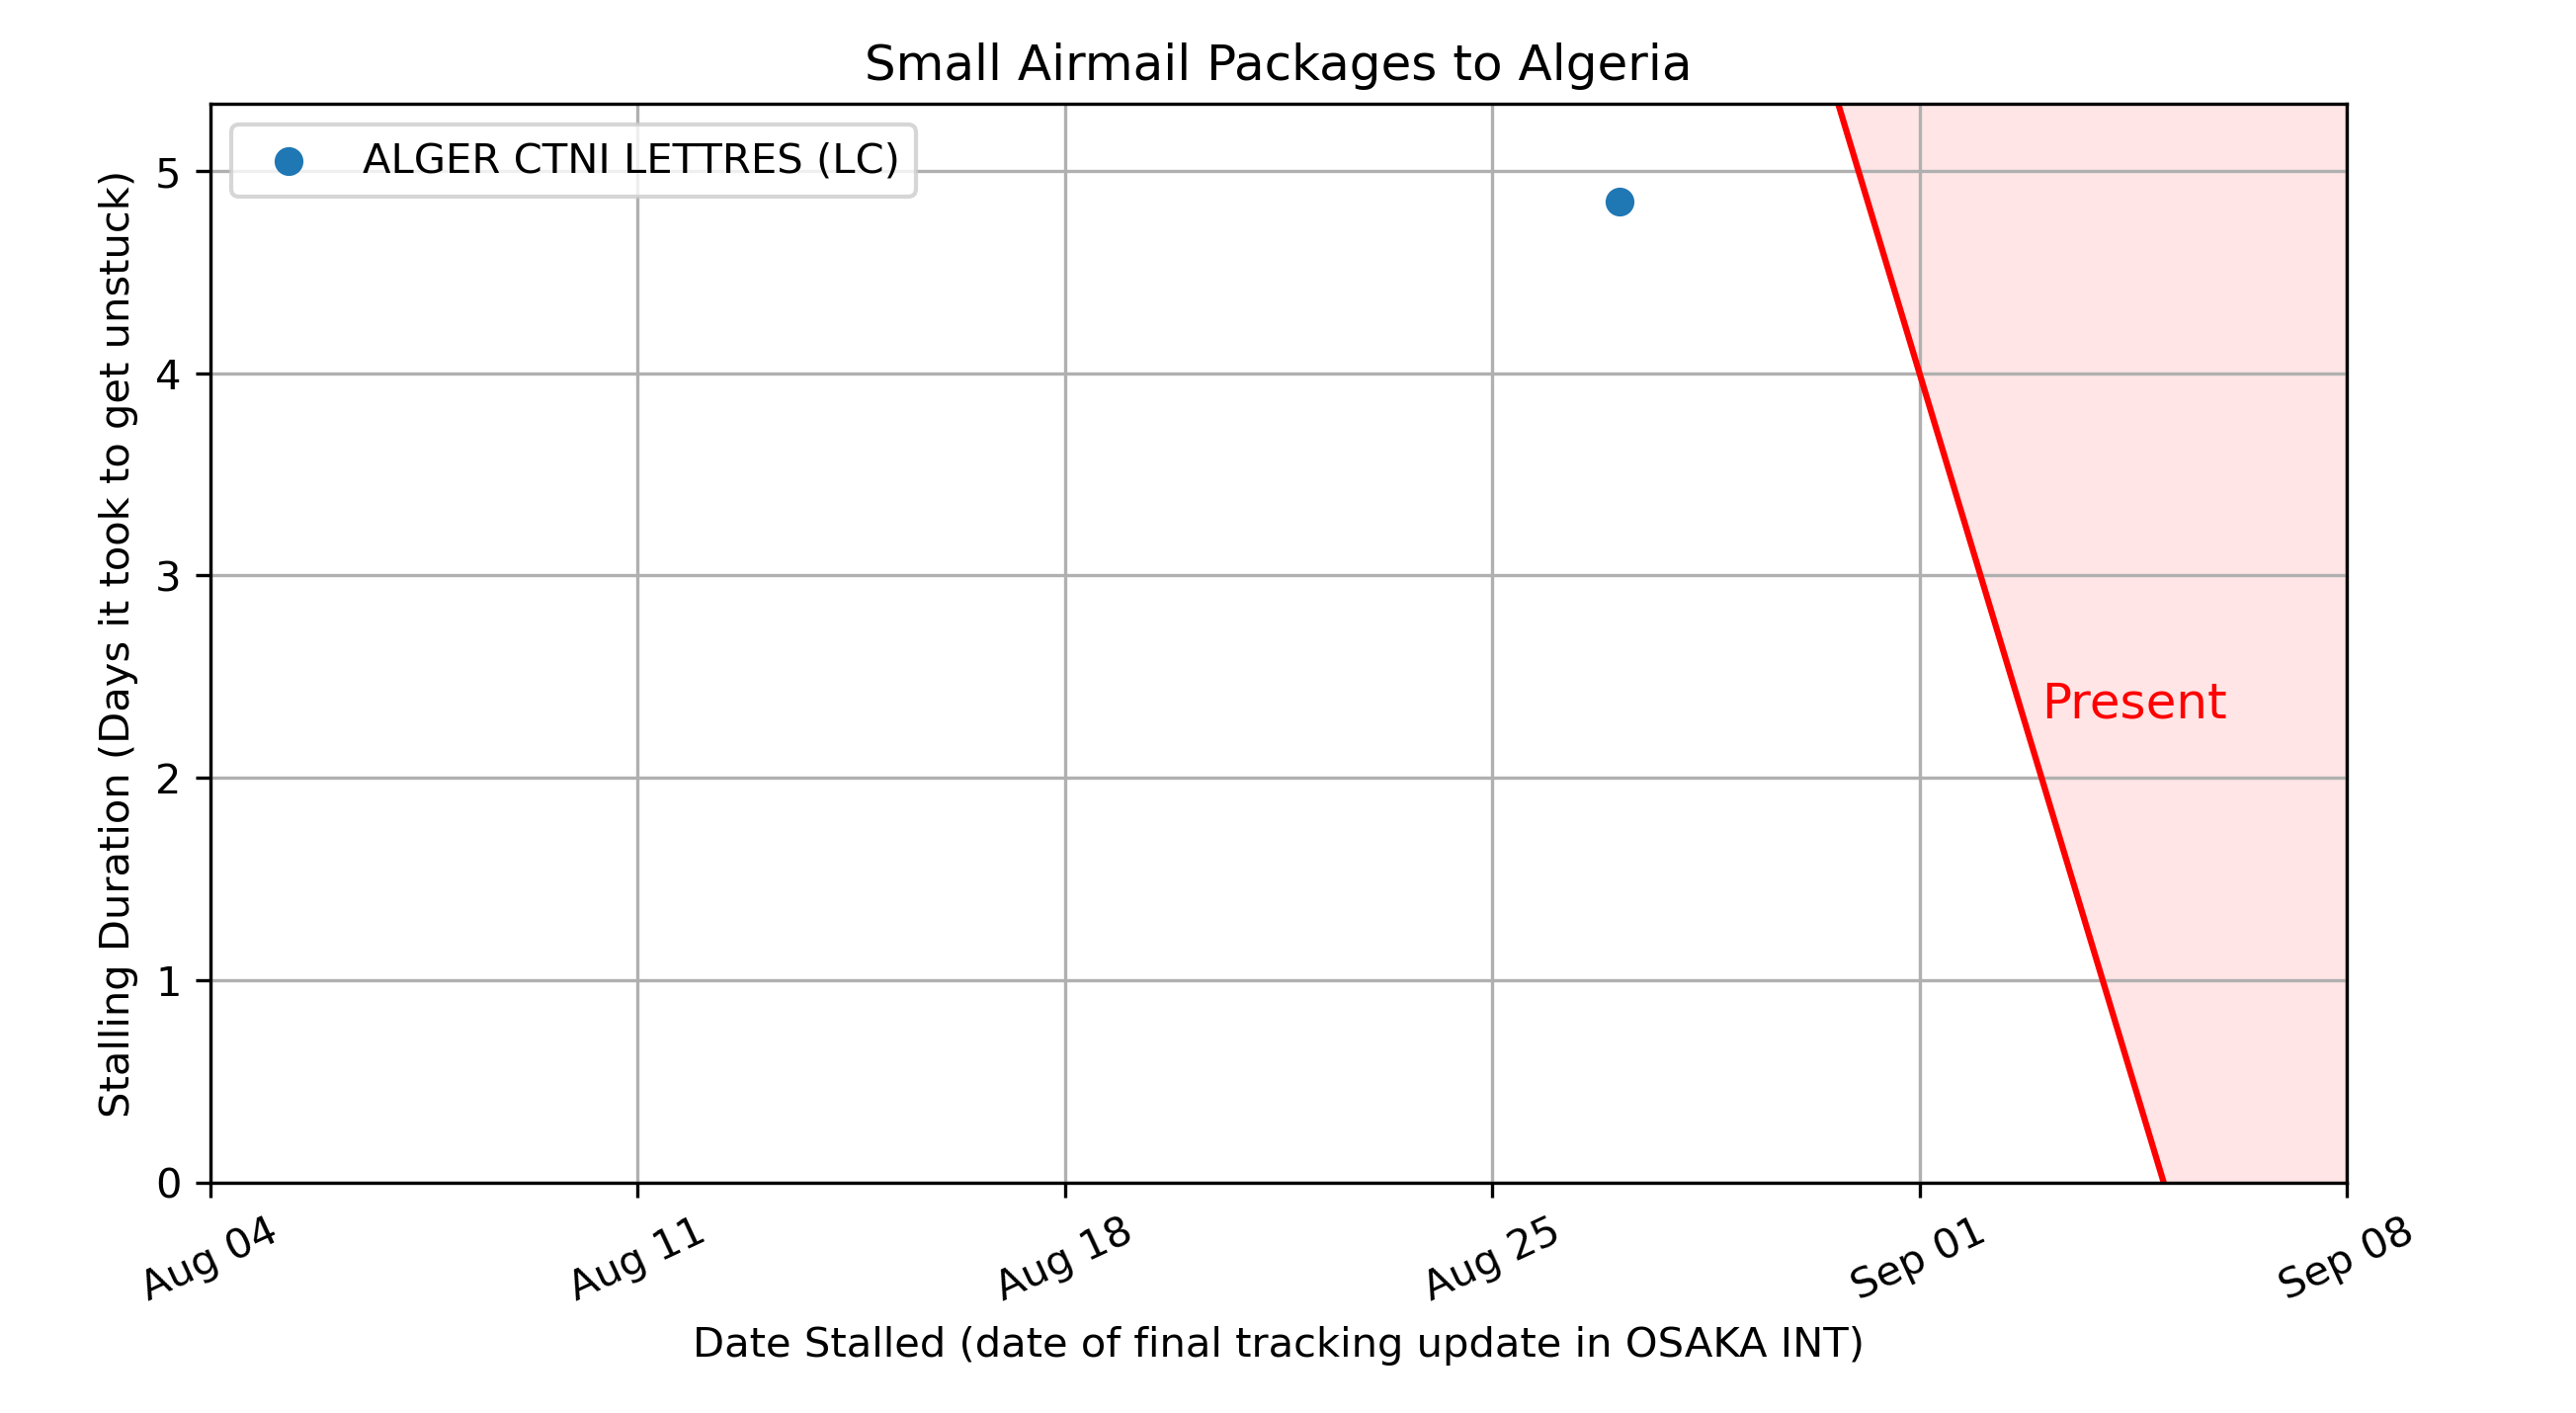 Small Airmail Packages to Algeria
ALGER CTNI LETTRES (LC)
Stalling Duration (Days it took to get unstuck)
5
4
3
2
1
0
Present
Aug 04
Aug 11
Aug 18
Aug 25
Sep 01
Sep 08
Date Stalled (date of final tracking update in OSAKA INT)